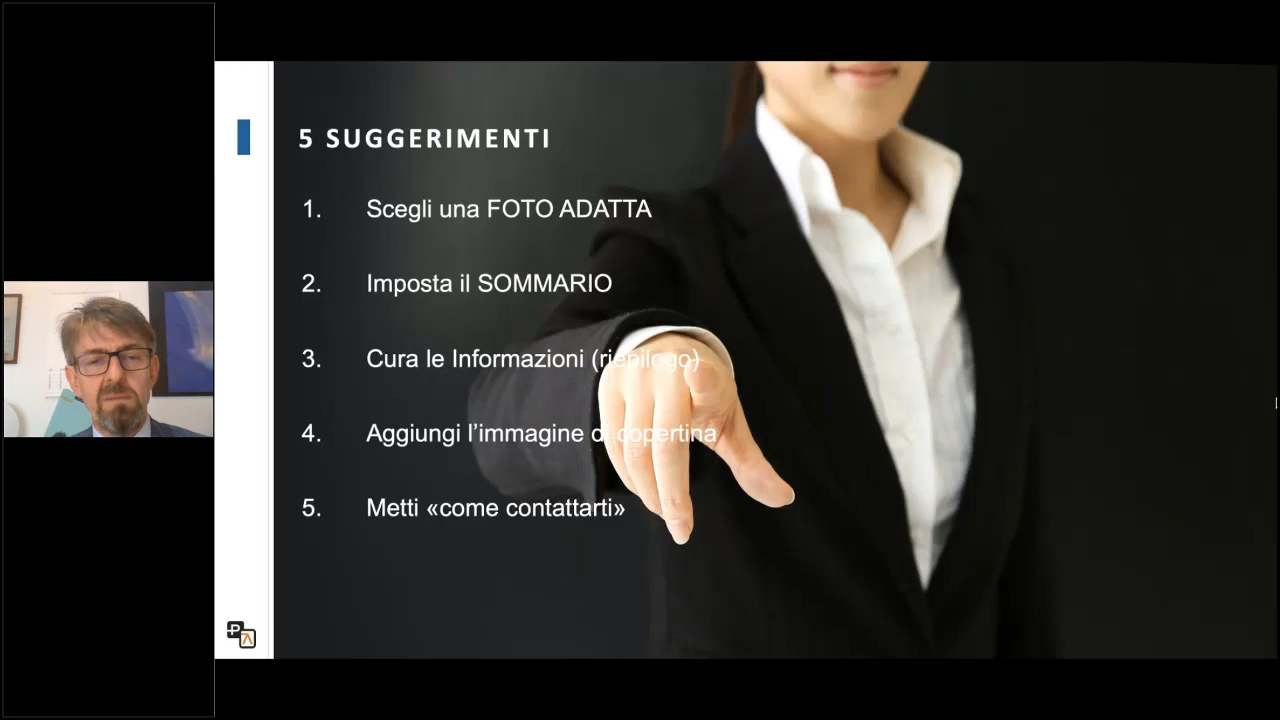 5 SUGGERIMENTI
1. Scegli una FOTO ADATTA
2. Imposta il SOMMARIO
3. Cura le Informazioni (riepilogo)
4. Aggiungi l’immagine di copertina
5. Metti «come contattarti»